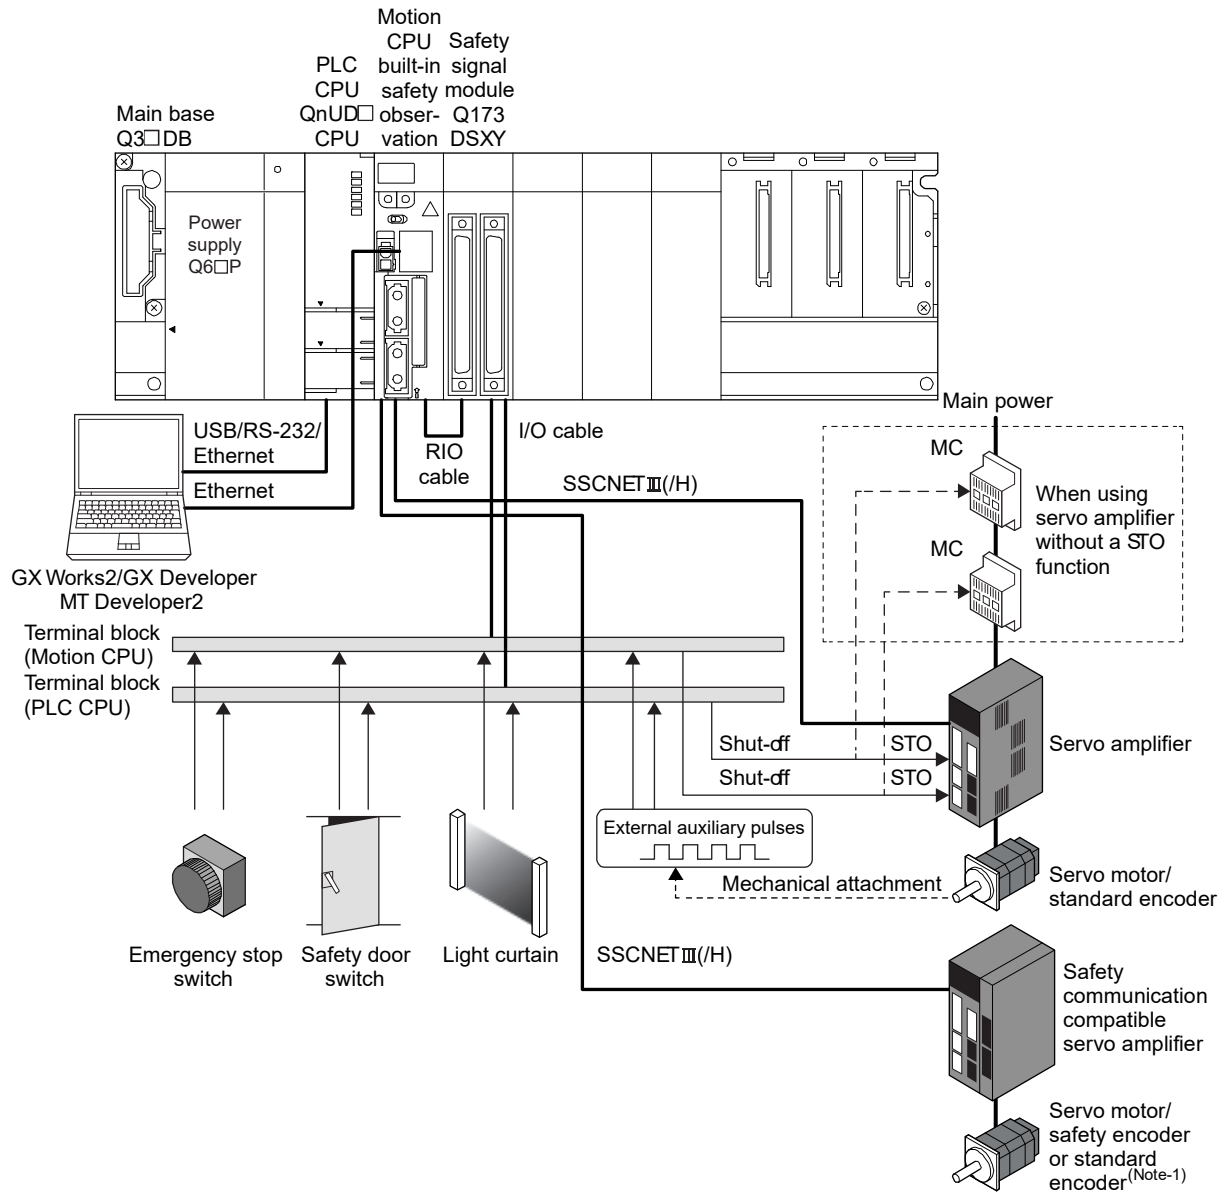 Motion
CPU
built-in
safety
obser-
vation
Safety
signal
module
Q173
DSXY
PLC
CPU
QnUD□
CPU
Main base
Q3□DB
Power
supply
Q6□P
USB/RS-232/
Ethernet
Ethernet
RIO
cable
I/O cable
SSCNETⅢ(/H)
Main power
MC
MC
When using
servo amplifier
without a STO
function
GX Works2/GX Developer
MT Developer2
Terminal block
(Motion CPU)
Terminal block
(PLC CPU)
Shut-off
STO
Shut-off
STO
Servo amplifier
External auxiliary pulses
Mechanical attachment
Servo motor/
standard encoder
Emergency stop
switch
Safety door
switch
Light curtain
SSCNETⅢ(/H)
Safety
communication
compatible
servo amplifier
Servo motor/
safety encoder
or standard
encoder(Note-1)